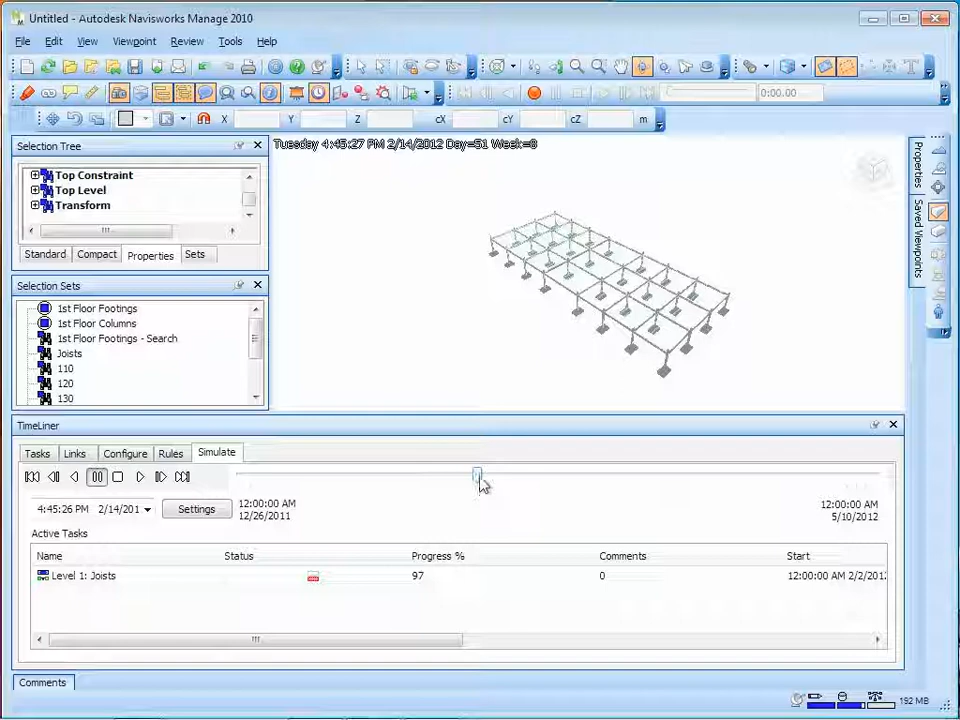 Untitled - Autodesk Navisworks Manage 2010
File Edit View Viewpoint Review Tools Help
0:00.00
X Y Z cX cY cZ m
Selection Tree
Top Constraint
Top Level
Transform
Standard Compact Properties Sets
Selection Sets
1st Floor Footings
1st Floor Columns
1st Floor Footings - Search
Joists
110
120
130
Tuesday 4:45:27 PM 2/14/2012 Day=51 Week=8
Properties
Saved Viewpoints
TimeLiner
Tasks Links Configure Rules Simulate
4:45:26 PM 2/14/201
Settings
12:00:00 AM
12/26/2011
12:00:00 AM
5/10/2012
Active Tasks
Name Status Progress % Comments Start
Level 1: Joists 97 0 12:00:00 AM 2/2/201
Comments
192 MB